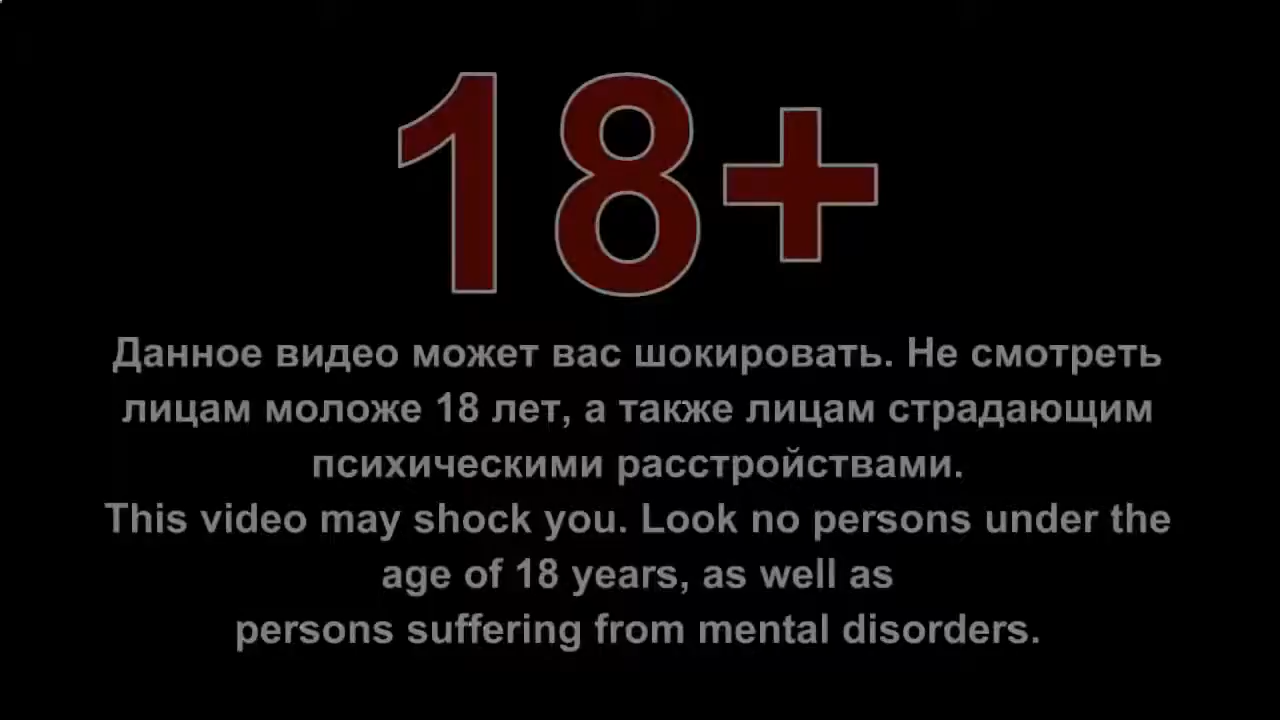 18+
Данное видео может вас шокировать. Не смотреть
лицам моложе 18 лет, а также лицам страдающим
психическими расстройствами.
This video may shock you. Look no persons under the
age of 18 years, as well as
persons suffering from mental disorders.